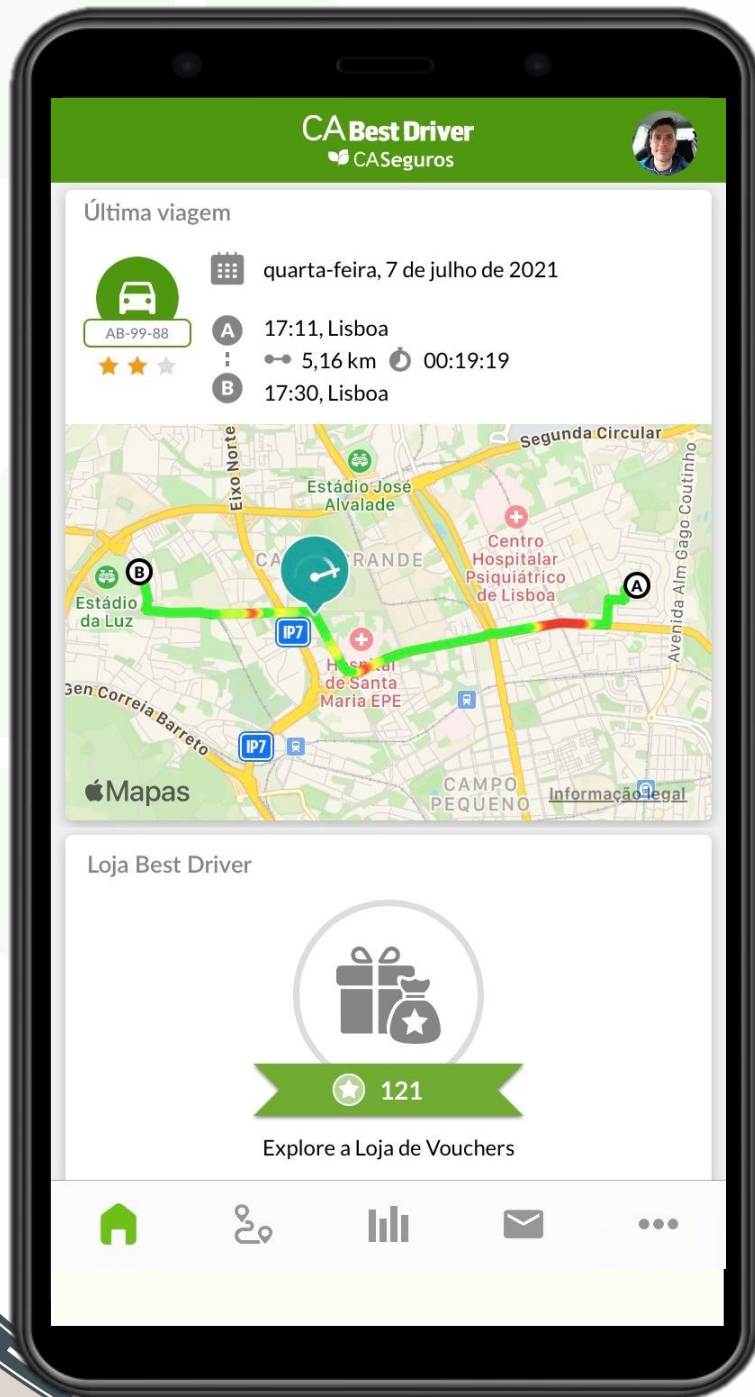 CA Best Driver
CASeguros
Última viagem
quarta-feira, 7 de julho de 2021
AB-99-88
A
17:11, Lisboa
5,16 km 00:19:19
B
17:30, Lisboa
Segunda Circular
Eixo Norte
Estádio José
Alvalade
Avenida Alm Gago Coutinho
Centro
Hospitalar
Psiquiátrico
de Lisboa
RANDE
B
A
Estádio
da Luz
IP7
de Santa
Maria EPE
Gen Correia Barreto
IP7
Mapas
CAMPO
PEQUENO
Informação legal
Loja Best Driver
121
Explore a Loja de Vouchers